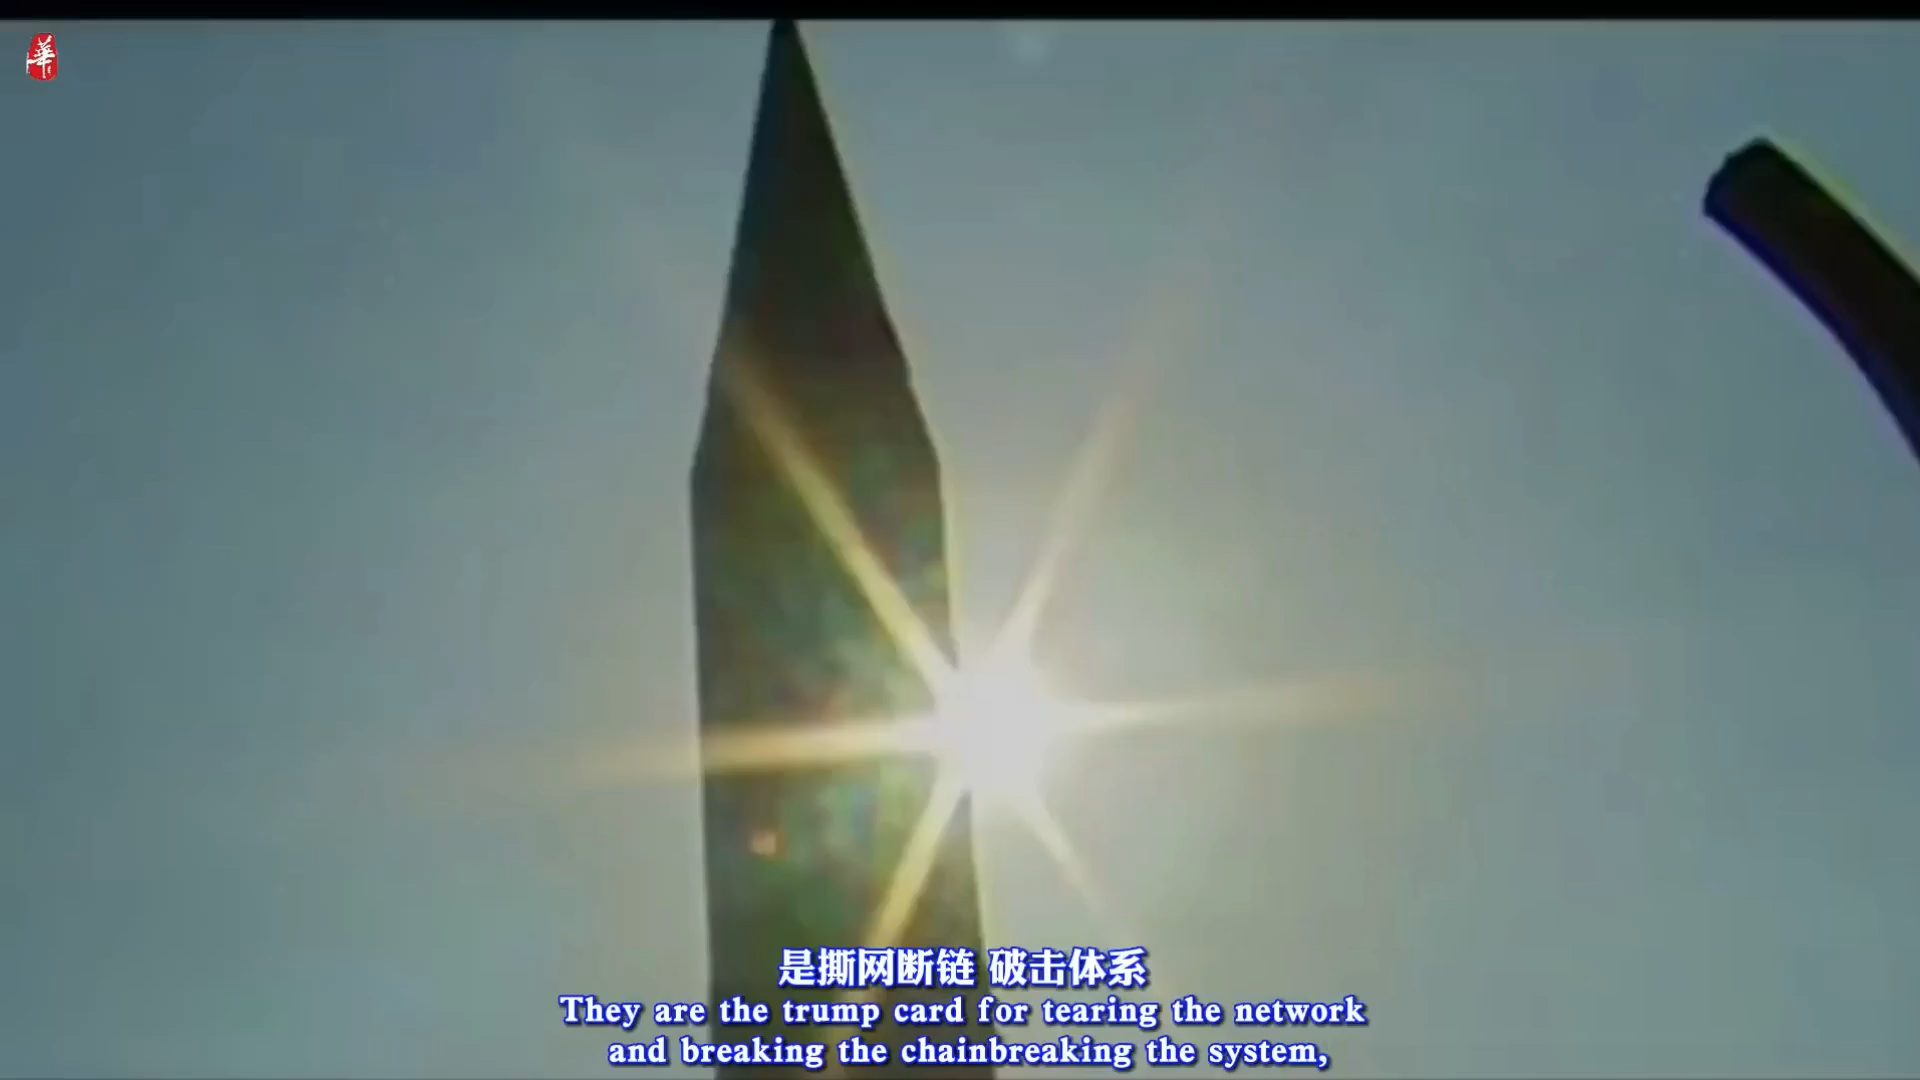 華
是撕网断链 破击体系
They are the trump card for tearing the network
and breaking the chainbreaking the system,